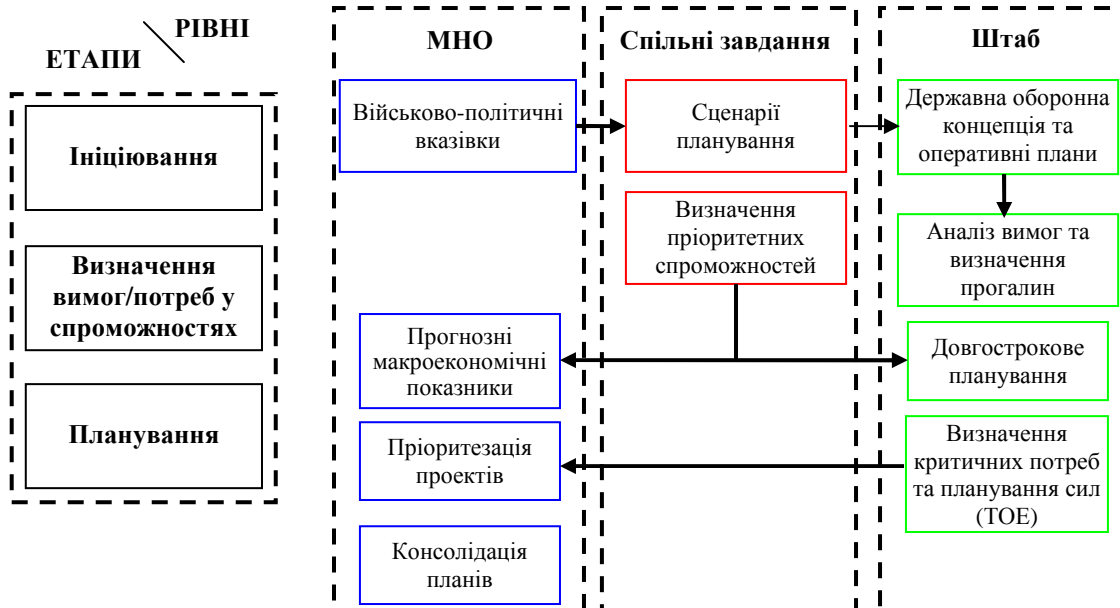 РІВНІ
ЕТАПИ
Ініціювання
Визначення
вимог/потреб у
спроможностях
Планування
МНО
Військово-політичні
вказівки
Прогнозні
макроекономічні
показники
Пріоритезація
проектів
Консолідація
планів
Спільні завдання
Сценарії
планування
Визначення
пріоритетних
спроможностей
Штаб
Державна оборонна
концепція та
оперативні плани
Аналіз вимог та
визначення
прогалин
Довгострокове
планування
Визначення
критичних потреб
та планування сил
(ТОЕ)